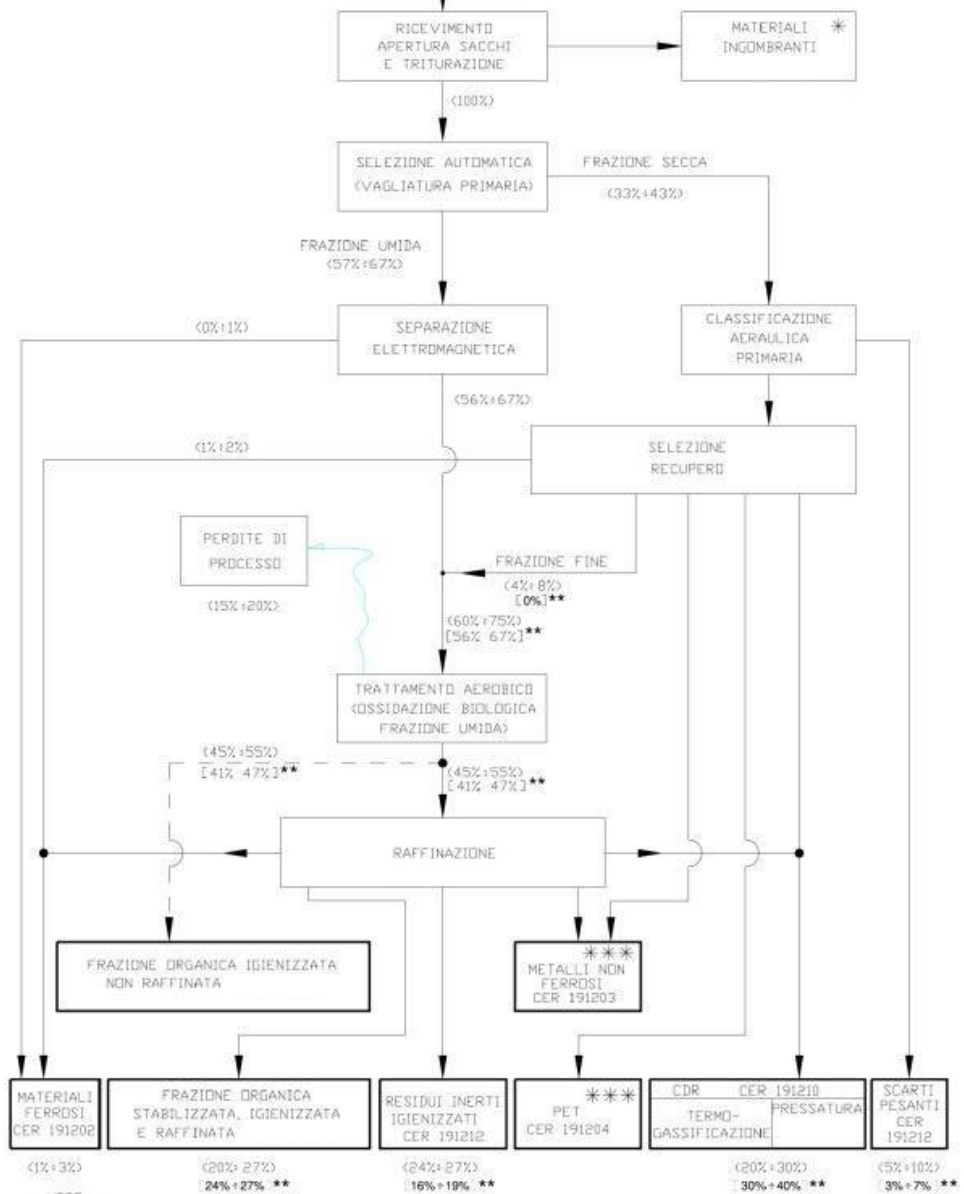 RICEVIMENTO
APERTURA SACCHI
E TRITURAZIONE
MATERIALI *
INGOMBRANTI
(100%)
SELEZIONE AUTOMATICA
(VAGLIATURA PRIMARIA)
FRAZIONE SECCA
(33%÷43%)
FRAZIONE UMIDA
(57%÷67%)
(0%÷1%)
SEPARAZIONE
ELETTROMAGNETICA
CLASSIFICAZIONE
AERAULICA
PRIMARIA
(56%÷67%)
(1%÷2%)
SELEZIONE
RECUPERO
PERDITE DI
PROCESSO
(15%÷20%)
FRAZIONE FINE
(4%÷8%)
[0%]**
(60%÷75%)
[56% 67%]**
TRATTAMENTO AEROBICO
(OSSIDAZIONE BIOLOGICA
FRAZIONE UMIDA)
(45%÷55%)
[41% 47%]**
(45%÷55%)
[41% 47%]**
RAFFINAZIONE
FRAZIONE ORGANICA IGIENIZZATA
NON RAFFINATA
***
METALLI NON
FERROSI
CER 191203
MATERIALI
FERROSI
CER 191202
FRAZIONE ORGANICA
STABILIZZATA, IGIENIZZATA
E RAFFINATA
RESIDUI INERTI
IGIENIZZATI
CER 191212
***
PET
CER 191204
CDR CER 191210
TERMO-
GASSIFICAZIONE
PRESSATURA
SCARTI
PESANTI
CER
191212
(1%÷3%)
(20%÷27%)
[24%÷27% **
(24%÷27%)
[16%÷19% **
(20%÷30%)
[30%÷40% **
(5%÷10%)
[3%÷7% **